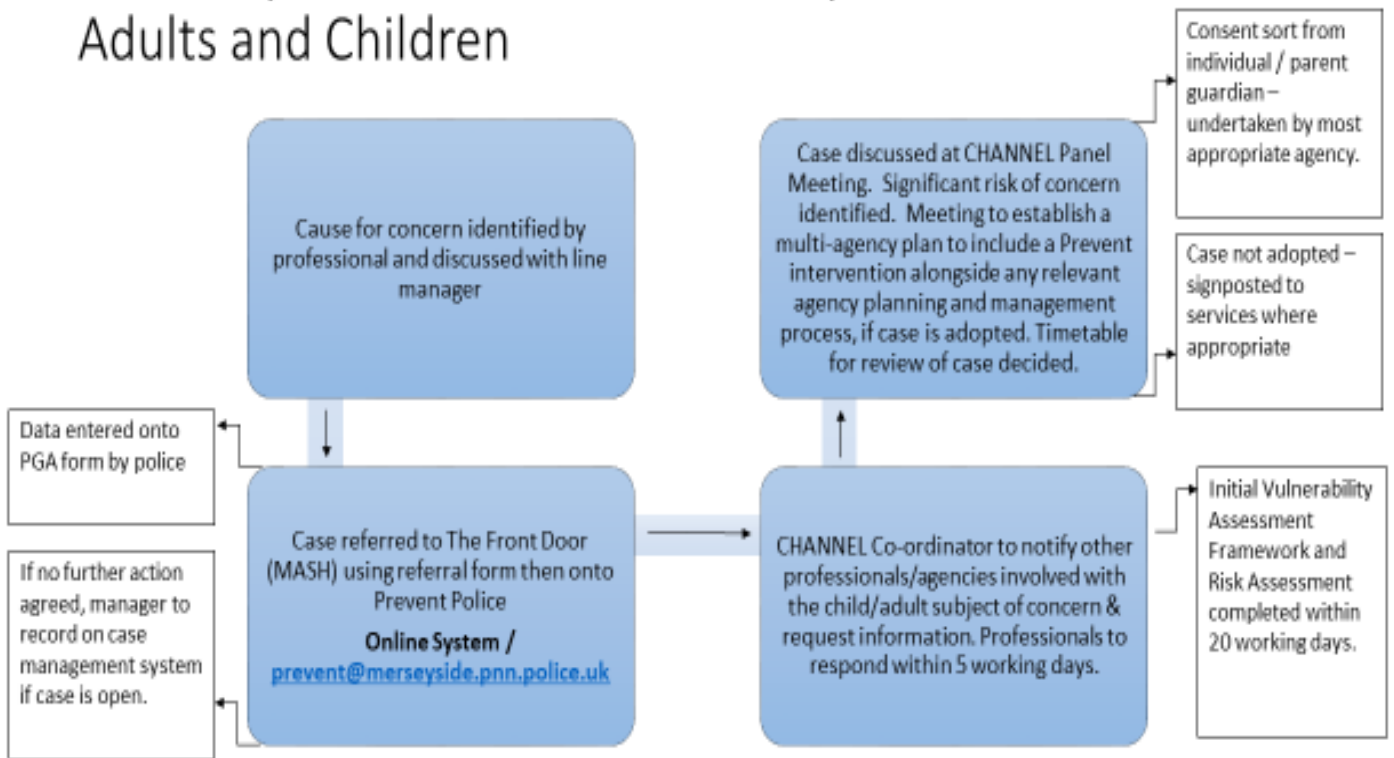 Adults and Children
Cause for concern identified by
professional and discussed with line
manager
Data entered onto
PGA form by police
If no further action
agreed, manager to
record on case
management system
if case is open.
Case referred to The Front Door
(MASH) using referral form then onto
Prevent Police
Online System /
prevent@merseyside.pnn.police.uk
CHANNEL Co-ordinator to notify other
professionals/agencies involved with
the child/adult subject of concern &
request information. Professionals to
respond within 5 working days.
Initial Vulnerability
Assessment
Framework and
Risk Assessment
completed within
20 working days.
Case discussed at CHANNEL Panel
Meeting. Significant risk of concern
identified. Meeting to establish a
multi-agency plan to include a Prevent
intervention alongside any relevant
agency planning and management
process, if case is adopted. Timetable
for review of case decided.
Consent sort from
individual / parent
guardian –
undertaken by most
appropriate agency.
Case not adopted –
signposted to
services where
appropriate